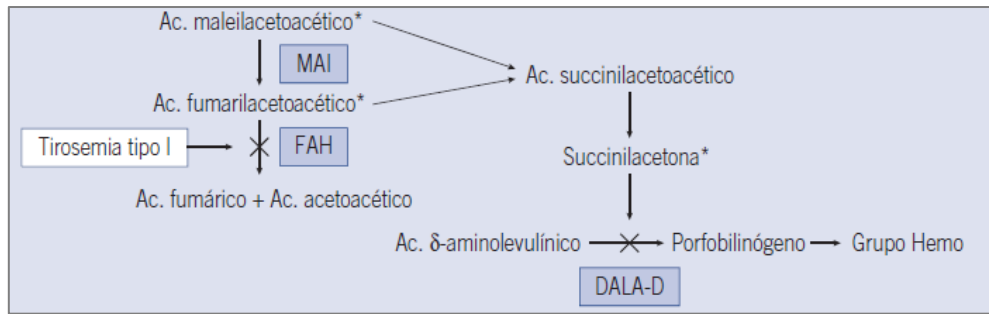 Ac. maleilacetoacético*
MAI
Ac. succinilacetoacético
Ac. fumarilacetoacético*
Tirosemia tipo I
FAH
Succinilacetona*
Ac. fumárico + Ac. acetoacético
Ac. δ-aminolevulínico
Porfobilinógeno
Grupo Hemo
DALA-D